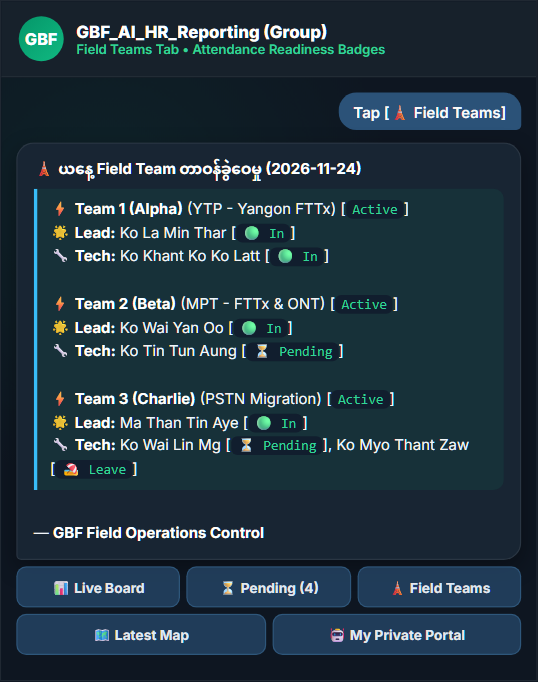 GBF
GBF_AI_HR_Reporting (Group)
Field Teams Tab • Attendance Readiness Badges
Tap [ 🗼 Field Teams]
🗼 ယနေ့ Field Team တာဝန်ခွဲဝေမှု (2026-11-24)
⚡ Team 1 (Alpha) (YTP - Yangon FTTx) [ Active ]
🌟 Lead: Ko La Min Thar [ 🟢 In ]
🔧 Tech: Ko Khant Ko Ko Latt [ 🟢 In ]
⚡ Team 2 (Beta) (MPT - FTTx & ONT) [ Active ]
🌟 Lead: Ko Wai Yan Oo [ 🟢 In ]
🔧 Tech: Ko Tin Tun Aung [ ⏳ Pending ]
⚡ Team 3 (Charlie) (PSTN Migration) [ Active ]
🌟 Lead: Ma Than Tin Aye [ 🟢 In ]
🔧 Tech: Ko Wai Lin Mg [ ⏳ Pending ], Ko Myo Thant Zaw
[ 🏖 Leave ]
— GBF Field Operations Control
📊 Live Board
⏳ Pending (4)
🗼 Field Teams
🗺 Latest Map
🤖 My Private Portal